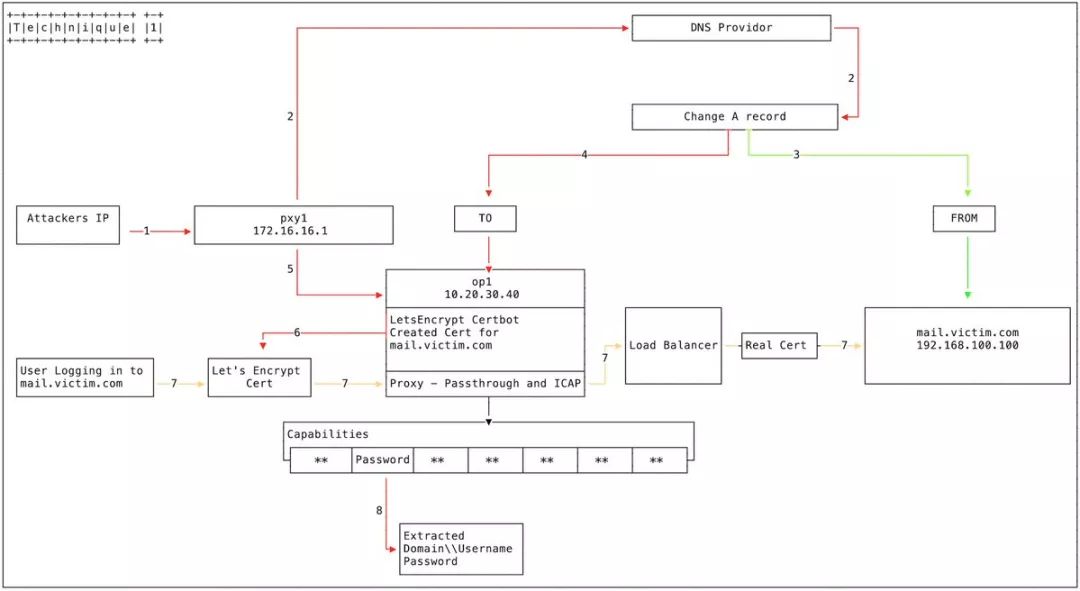 +-+-+-+-+-+-+-+-+-+ +-+
|T|e|c|h|n|i|q|u|e| |1|
+-+-+-+-+-+-+-+-+-+ +-+
DNS Providor
2
2
Change A record
4
3
Attackers IP
1
pxy1
172.16.16.1
TO
FROM
5
op1
10.20.30.40
LetsEncrypt Certbot
Created Cert for
mail.victim.com
6
Load Balancer
Real Cert
7
mail.victim.com
192.168.100.100
7
User Logging in to
mail.victim.com
7
Let's Encrypt
Cert
7
Proxy – Passthrough and ICAP
Capabilities
** Password ** ** ** ** **
8
Extracted
Domain\\Username
Password